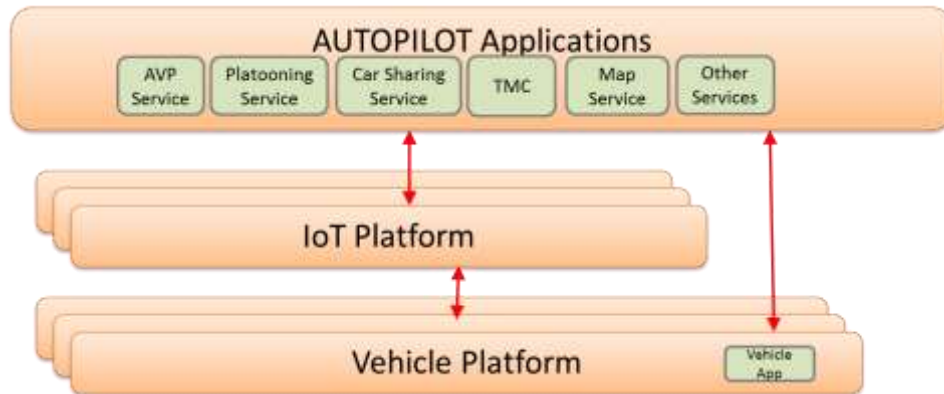 AUTOPILOT Applications
AVP
Service
Platooning
Service
Car Sharing
Service
TMC
Map
Service
Other
Services
IoT Platform
Vehicle Platform
Vehicle
App